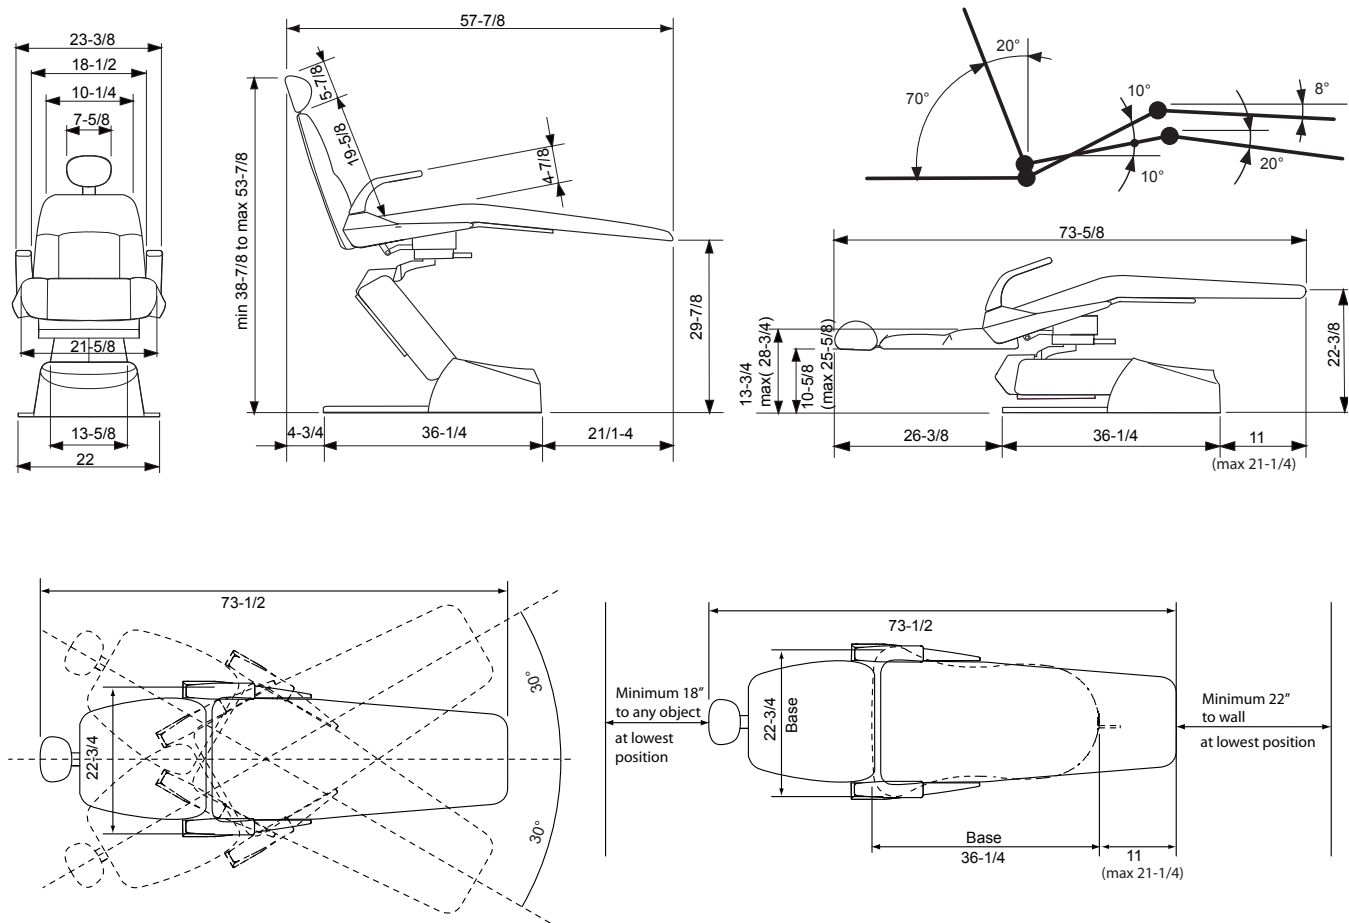 23-3/8
18-1/2
10-1/4
7-5/8
21-5/8
13-5/8
22
57-7/8
5-7/8
19-5/8
4-7/8
min 38-7/8 to max 53-7/8
29-7/8
4-3/4
36-1/4
21/1-4
20°
70°
10°
10°
8°
20°
73-5/8
13-3/4
max( 28-3/4)
10-5/8
(max 25-5/8)
22-3/8
26-3/8
36-1/4
11
(max 21-1/4)
73-1/2
22-3/4
30°
30°
Minimum 18”
to any object
at lowest
position
73-1/2
22-3/4
Base
Base
36-1/4
11
(max 21-1/4)
Minimum 22”
to wall
at lowest position